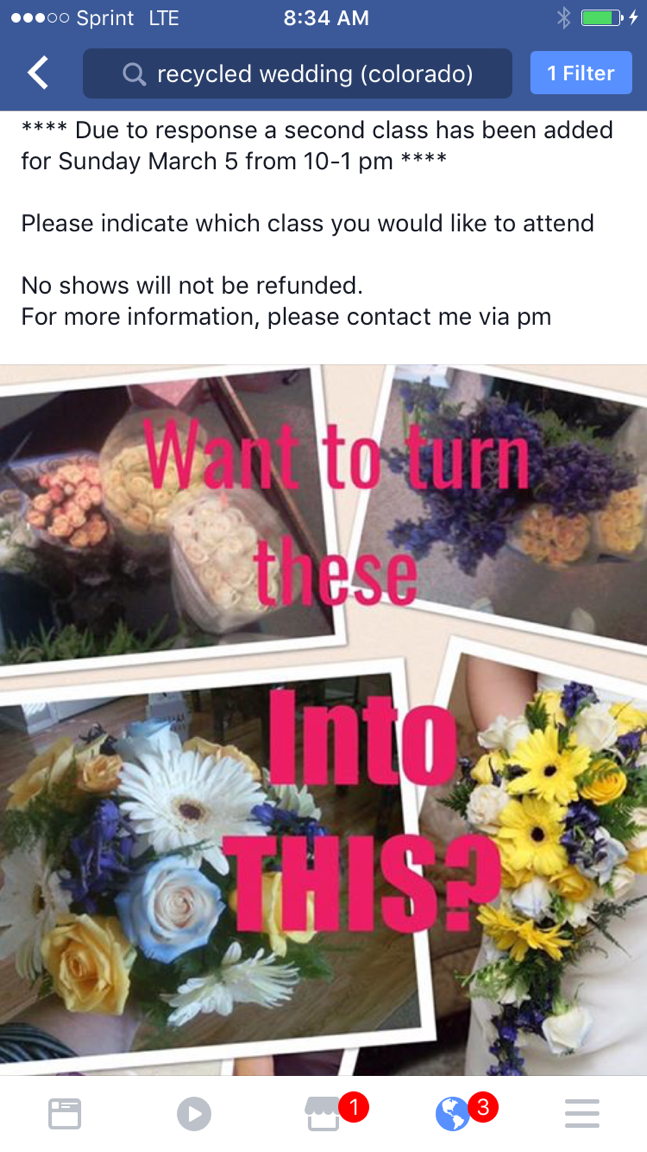 Sprint LTE 8:34 AM
recycled wedding (colorado) 1 Filter
**** Due to response a second class has been added
for Sunday March 5 from 10-1 pm ****
Please indicate which class you would like to attend
No shows will not be refunded.
For more information, please contact me via pm
Want to turn
these
Into
THIS?
1 3